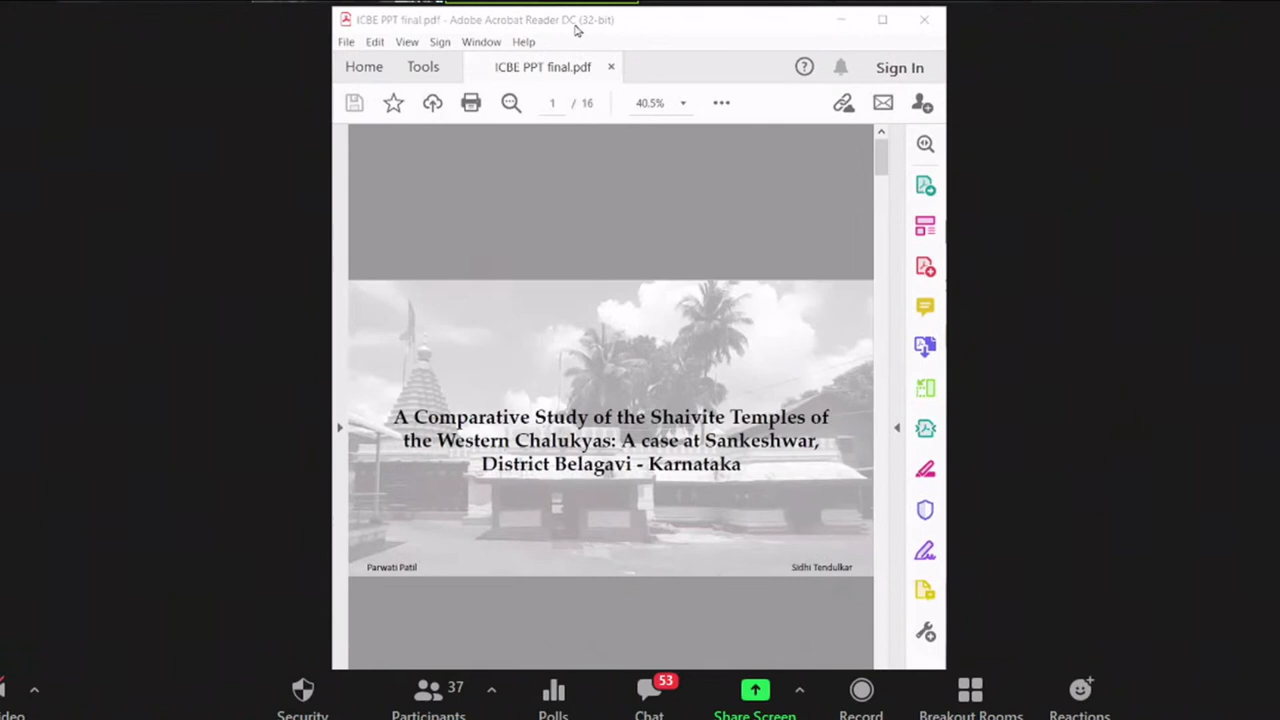 ICBE PPT final.pdf - Adobe Acrobat Reader DC (32-bit)
File Edit View Sign Window Help
Home Tools ICBE PPT final.pdf × Sign In
1 / 16 40.5%
A Comparative Study of the Shaivite Temples of
the Western Chalukyas: A case at Sankeshwar,
District Belagavi - Karnataka
Parwati Patil Sidhi Tendulkar
37 53
Security Participants Polls Chat Share Screen Record Breakout Rooms Reactions